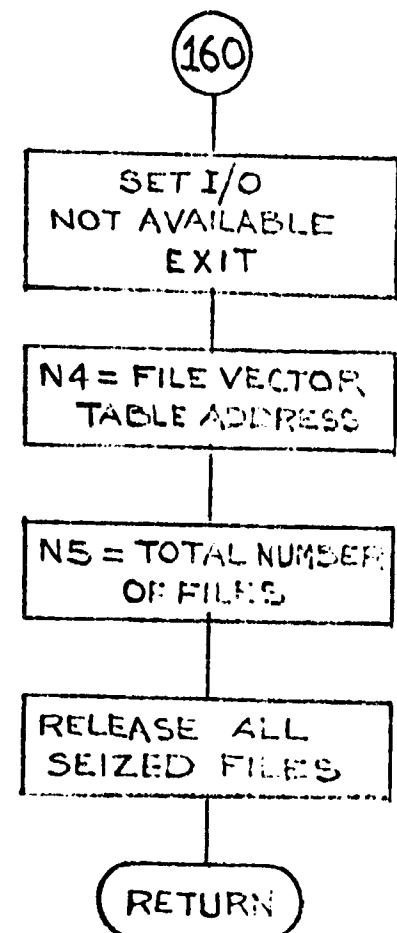 160
SET I/O
NOT AVAILABLE
EXIT
N4 = FILE VECTOR
TABLE ADDRESS
N5 = TOTAL NUMBER
OF FILES
RELEASE ALL
SEIZED FILES
RETURN